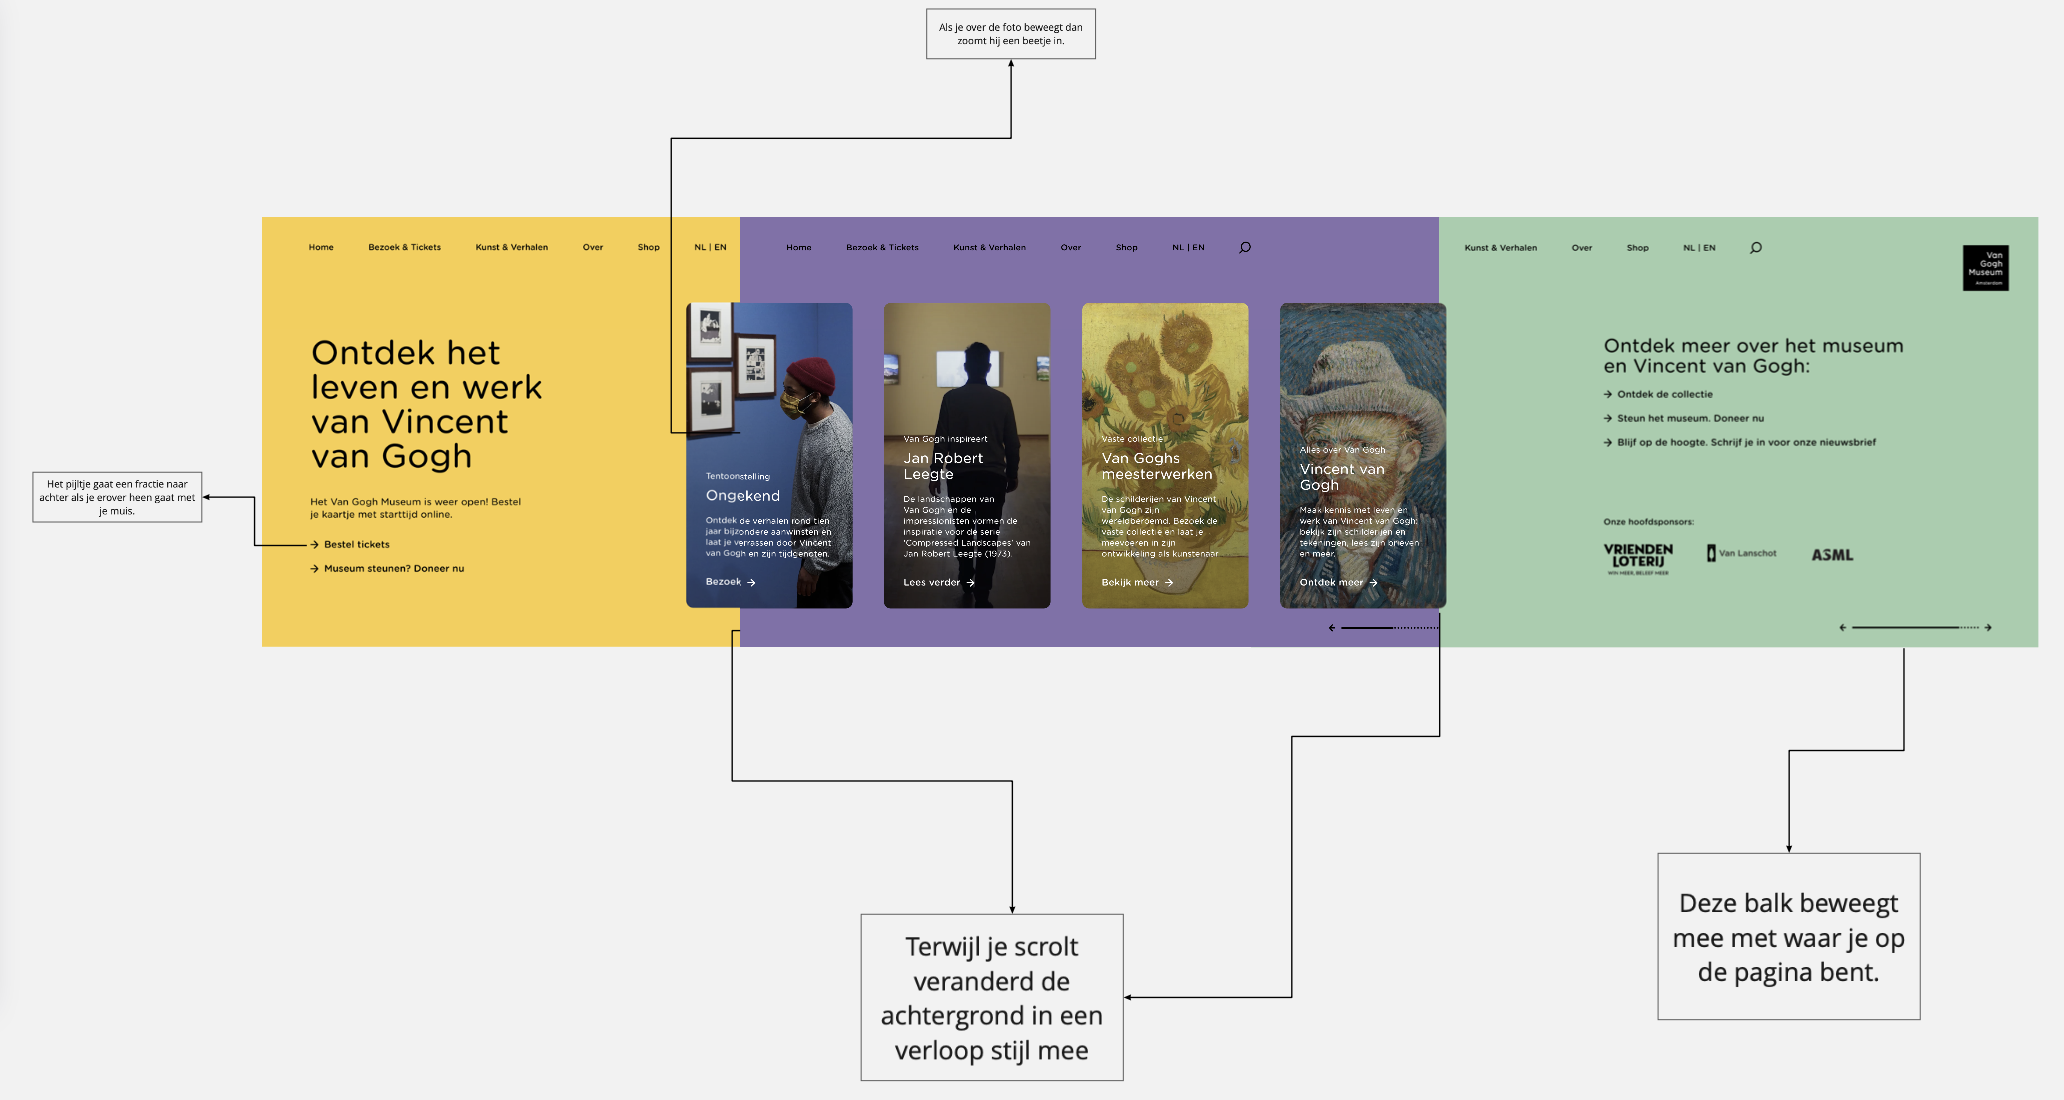 Als je over de foto beweegt dan
zoomt hij een beetje in.
Home Bezoek & Tickets Kunst & Verhalen Over Shop NL | EN
Ontdek het
leven en werk
van Vincent
van Gogh
Het Van Gogh Museum is weer open! Bestel
je kaartje met starttijd online.
→ Bestel tickets
→ Museum steunen? Doneer nu
Het pijltje gaat een fractie naar
achter als je erover heen gaat met
je muis.
Home Bezoek & Tickets Kunst & Verhalen Over Shop NL | EN
Tentoonstelling
Ongekend
Ontdek de verhalen rond tien
jaar bijzondere aanwinsten en
laat je verrassen door Vincent
van Gogh en zijn tijdgenoten.
Bezoek →
Van Gogh inspireert
Jan Robert
Leegte
De landschappen van
Van Gogh en de
impressionisten vormen de
inspiratie voor de serie
'Compressed Landscapes' van
Jan Robert Leegte (1973).
Lees verder →
Vaste collectie
Van Goghs
meesterwerken
De schilderijen van Vincent
van Gogh zijn
wereldberoemd. Bezoek de
vaste collectie en laat je
meevoeren in zijn
ontwikkeling als kunstenaar.
Bekijk meer →
Alles over Van Gogh
Vincent van
Gogh
Maak kennis met leven en
werk van Vincent van Gogh:
bekijk zijn schilderijen en
tekeningen, lees zijn brieven
en meer.
Ontdek meer →
Kunst & Verhalen Over Shop NL | EN
Van
Gogh
Museum
Amsterdam
Ontdek meer over het museum
en Vincent van Gogh:
→ Ontdek de collectie
→ Steun het museum. Doneer nu
→ Blijf op de hoogte. Schrijf je in voor onze nieuwsbrief
Onze hoofdsponsors:
VRIENDEN
LOTERIJ
WIN MEER, BELEEF MEER
Van Lanschot
ASML
Terwijl je scrolt
veranderd de
achtergrond in een
verloop stijl mee
Deze balk beweegt
mee met waar je op
de pagina bent.